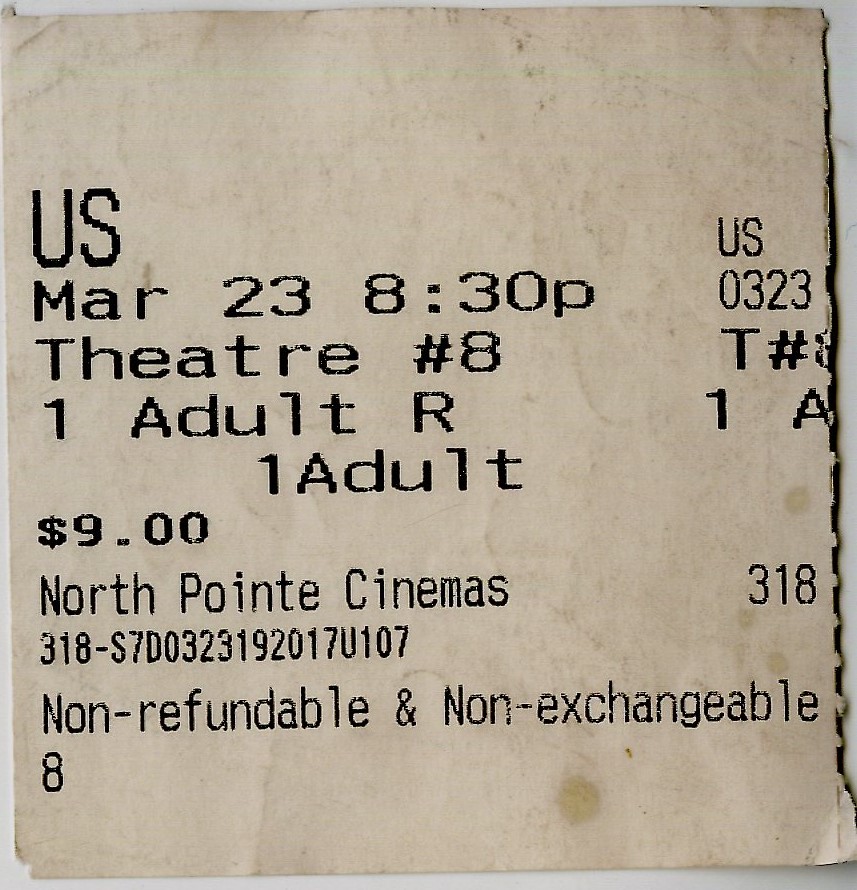 US
Mar 23 8:30p
Theatre #8
1 Adult R
1Adult
$9.00
North Pointe Cinemas
318-S7D0323192017U107
Non-refundable & Non-exchangeable
8
US
0323
T#8
1 A
318